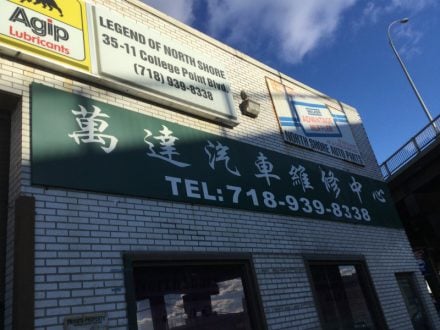 Agip
Lubricants
LEGEND OF NORTH SHORE
35-11 College Point Blvd.
(718) 939-8338
ADVANTAGE
NORTH SHORE AUTO PARTS
萬達汽車維修中心
TEL:718-939-8338